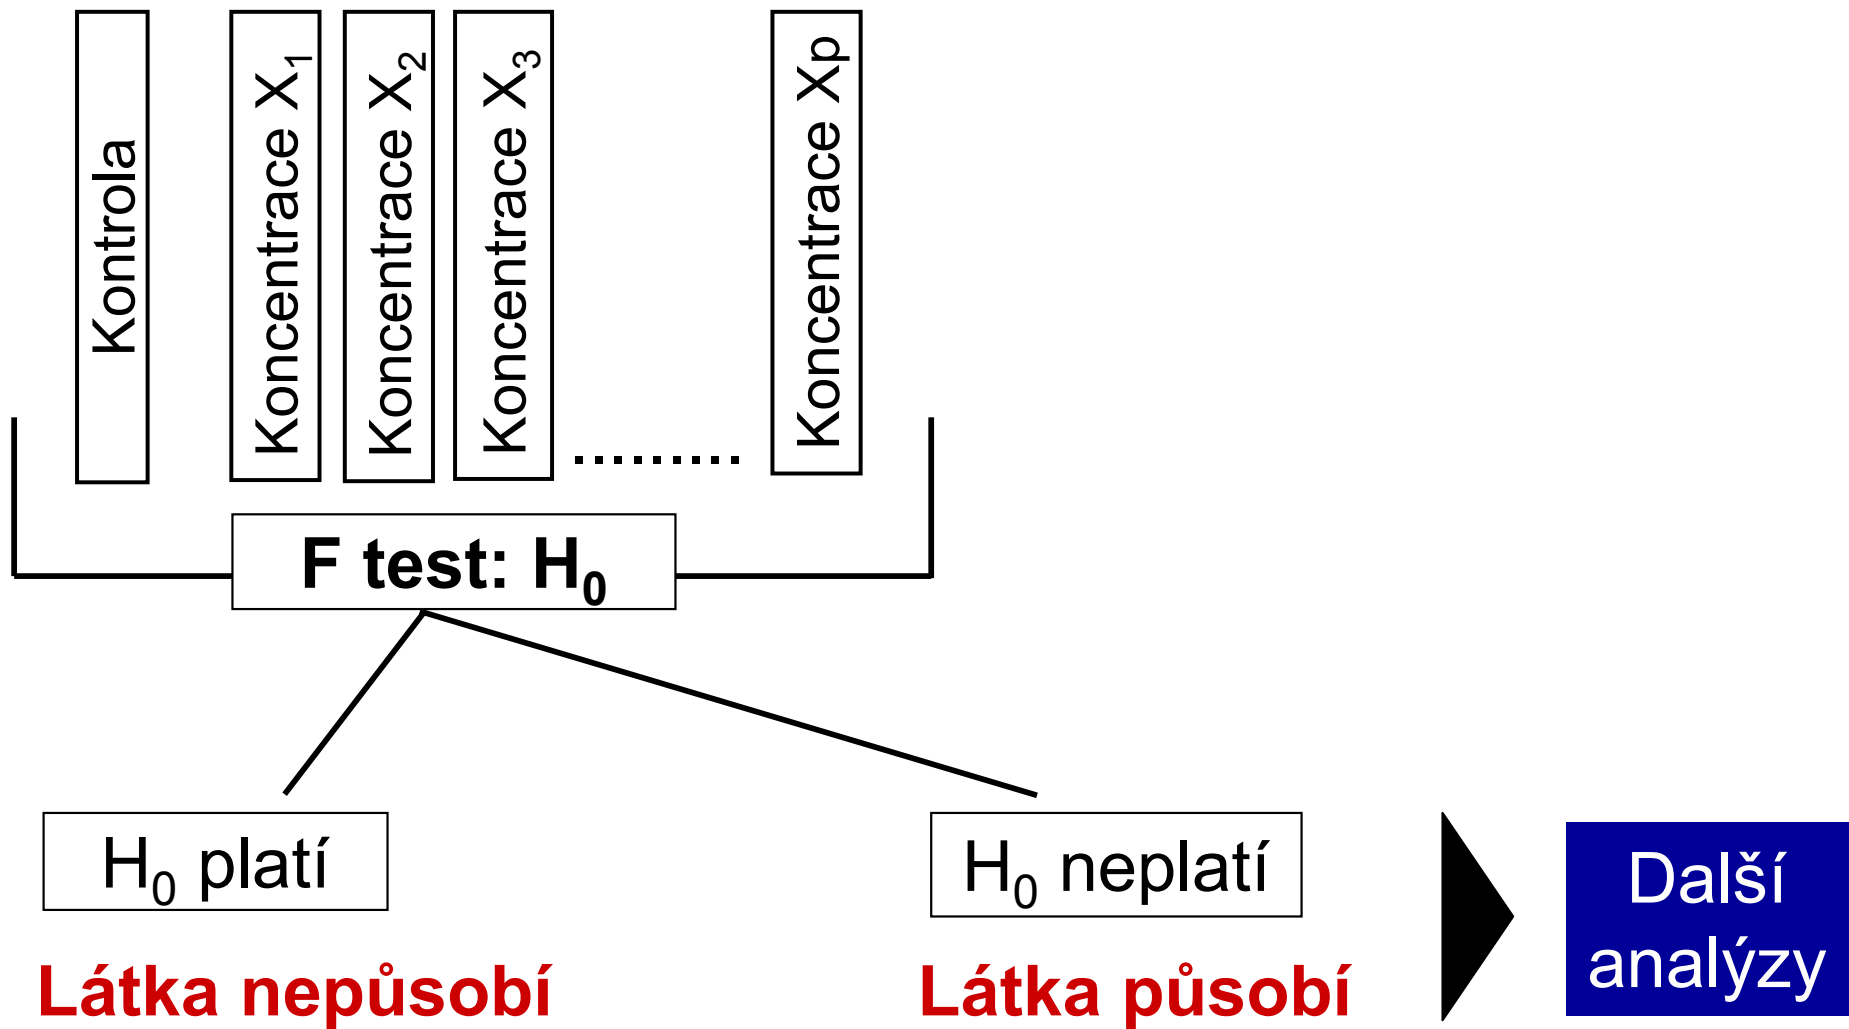 Kontrola
Koncentrace X₁
Koncentrace X₂
Koncentrace X₃
Koncentrace Xp
F test: H₀
H₀ platí
H₀ neplatí
Další
analýzy
Látka nepůsobí
Látka působí